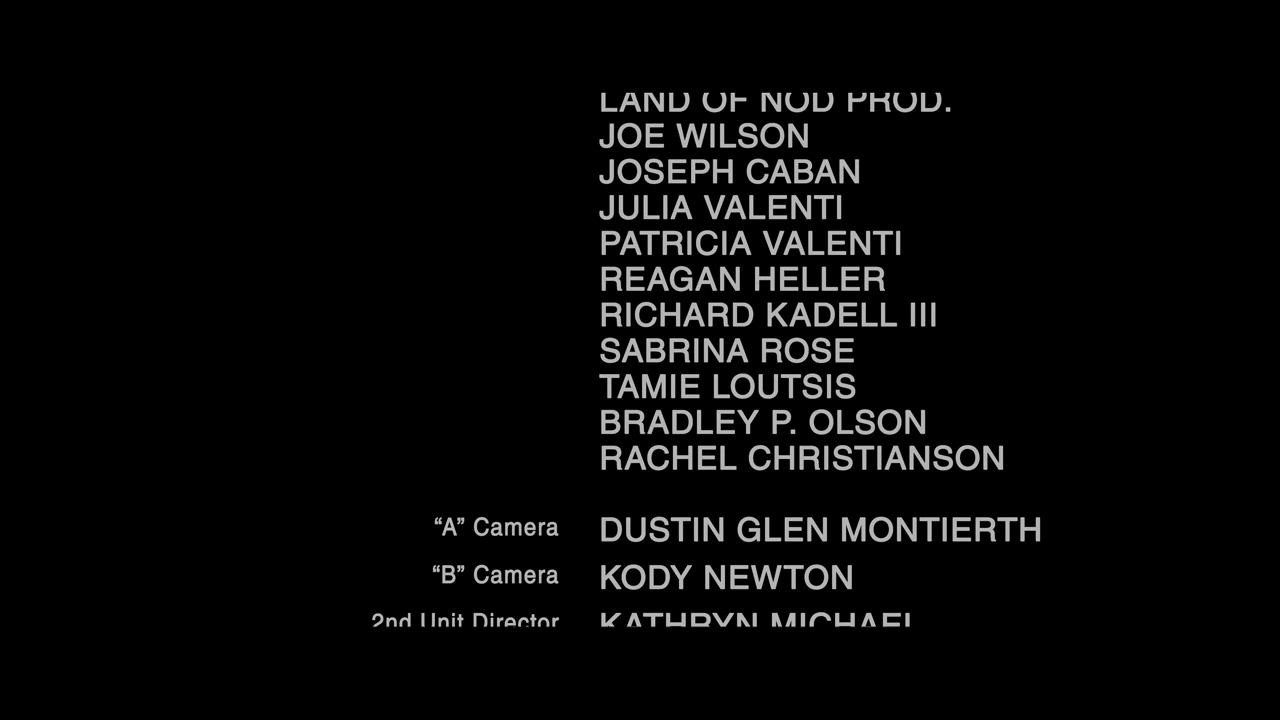 LAND OF NOD PROD.
JOE WILSON
JOSEPH CABAN
JULIA VALENTI
PATRICIA VALENTI
REAGAN HELLER
RICHARD KADELL III
SABRINA ROSE
TAMIE LOUTSIS
BRADLEY P. OLSON
RACHEL CHRISTIANSON
“A” Camera DUSTIN GLEN MONTIERTH
“B” Camera KODY NEWTON
2nd Unit Director KATHRYN MICHAEL